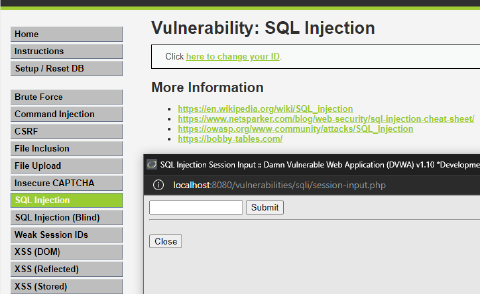 Vulnerability: SQL Injection
Home
Instructions
Setup / Reset DB
Brute Force
Command Injection
CSRF
File Inclusion
File Upload
Insecure CAPTCHA
SQL Injection
SQL Injection (Blind)
Weak Session IDs
XSS (DOM)
XSS (Reflected)
XSS (Stored)
Click here to change your ID.
More Information
https://en.wikipedia.org/wiki/SQL_injection
https://www.netsparker.com/blog/web-security/sql-injection-cheat-sheet/
https://owasp.org/www-community/attacks/SQL_Injection
https://bobby-tables.com/
SQL Injection Session Input :: Damn Vulnerable Web Application (DVWA) v1.10 *Developme
localhost:8080/vulnerabilities/sqli/session-input.php
Submit
Close